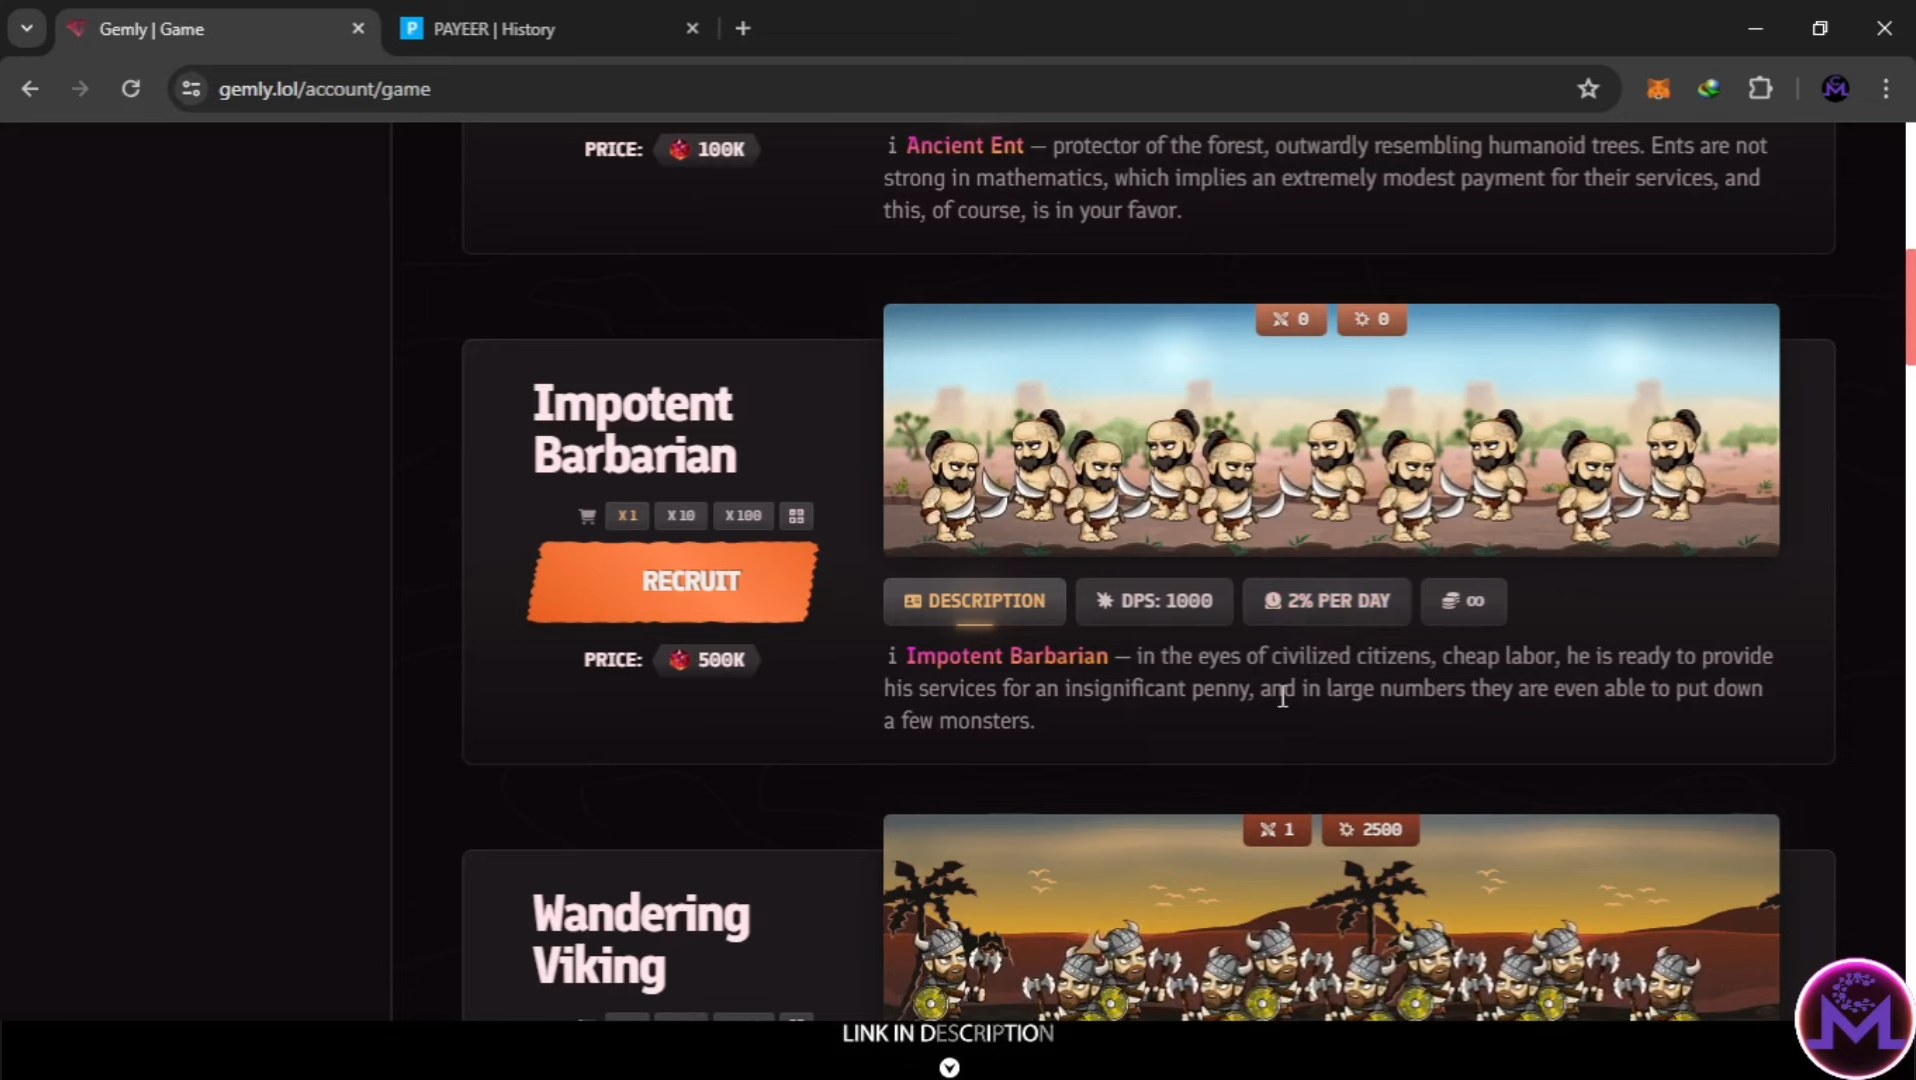 Gemly | Game
PAYEER | History
gemly.lol/account/game
PRICE: 100K
i Ancient Ent — protector of the forest, outwardly resembling humanoid trees. Ents are not
strong in mathematics, which implies an extremely modest payment for their services, and
this, of course, is in your favor.
0 0
Impotent
Barbarian
X1 X10 X100
RECRUIT
PRICE: 500K
DESCRIPTION DPS: 1000 2% PER DAY ∞
i Impotent Barbarian — in the eyes of civilized citizens, cheap labor, he is ready to provide
his services for an insignificant penny, and in large numbers they are even able to put down
a few monsters.
1 2500
Wandering
Viking
LINK IN DESCRIPTION